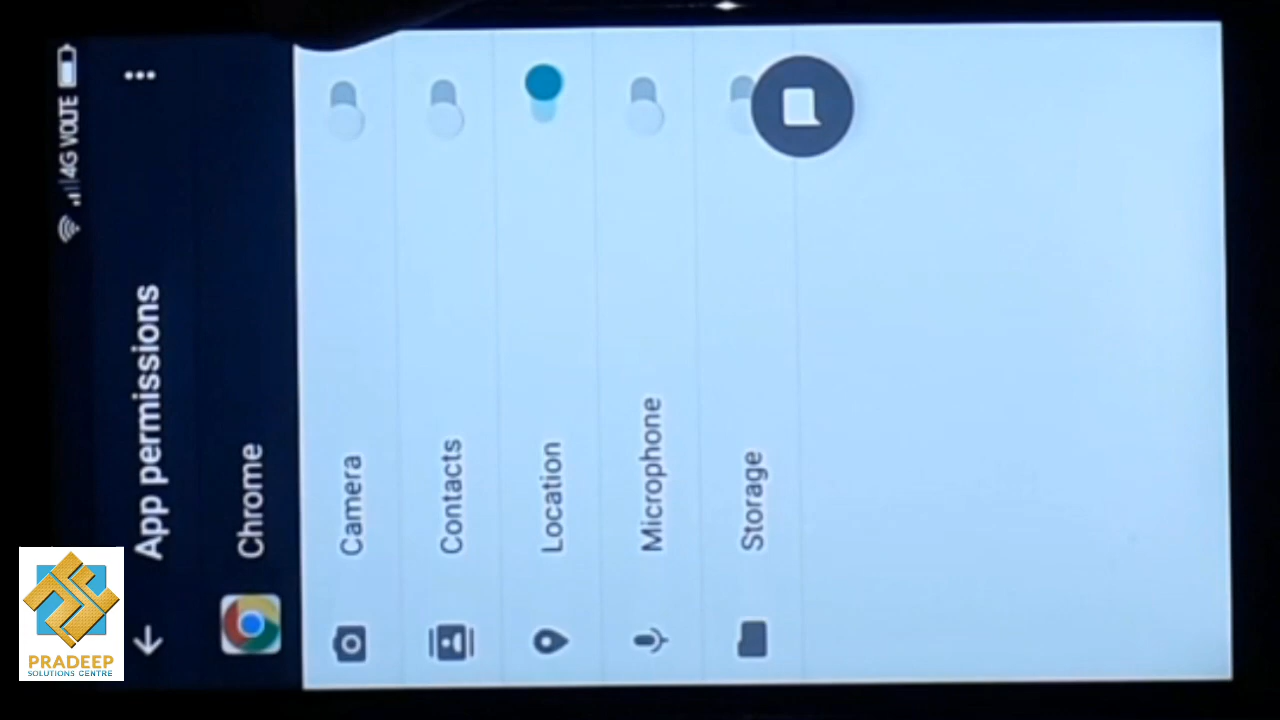 4G VOLTE
App permissions
Chrome
Camera
Contacts
Location
Microphone
Storage
PRADEEP
SOLUTIONS CENTRE